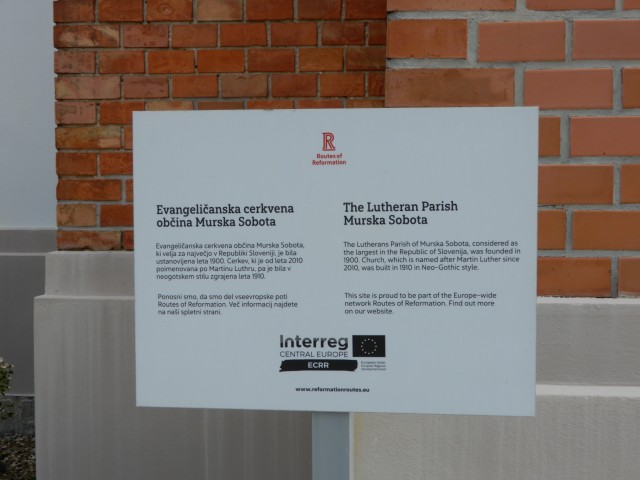 R
Routes of
Reformation
Evangeličanska cerkvena
občina Murska Sobota
Evangeličanska cerkvena občina Murska Sobota,
ki velja za največjo v Republiki Sloveniji, je bila
ustanovljena leta 1900. Cerkev, ki je od leta 2010
poimenovana po Martinu Luthru, pa je bila v
neogotskem stilu zgrajena leta 1910.
Ponosni smo, da smo del vseevropske poti
Routes of Reformation. Več informacij najdete
na naši spletni strani.
The Lutheran Parish
Murska Sobota
The Lutherans Parish of Murska Sobota, considered as
the largest in the Republic of Slovenija, was founded in
1900. Church, which is named after Martin Luther since
2010, was built in 1910 in Neo-Gothic style.
This site is proud to be part of the Europe-wide
network Routes of Reformation. Find out more
on our website.
Interreg
CENTRAL EUROPE
ECRR
European Union
European Regional
Development Fund
www.reformationroutes.eu